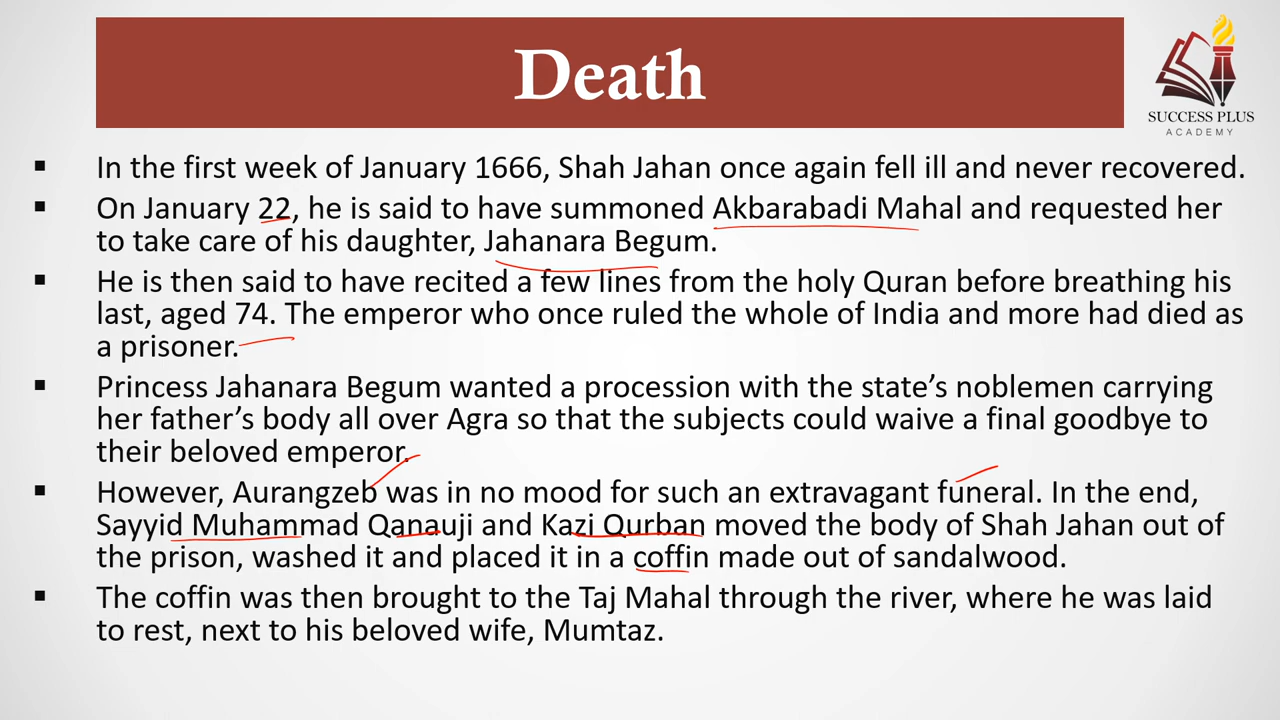 Death
SUCCESS PLUS
ACADEMY
▪ In the first week of January 1666, Shah Jahan once again fell ill and never recovered.
▪ On January 22, he is said to have summoned Akbarabadi Mahal and requested her
to take care of his daughter, Jahanara Begum.
▪ He is then said to have recited a few lines from the holy Quran before breathing his
last, aged 74. The emperor who once ruled the whole of India and more had died as
a prisoner.
▪ Princess Jahanara Begum wanted a procession with the state’s noblemen carrying
her father’s body all over Agra so that the subjects could waive a final goodbye to
their beloved emperor.
▪ However, Aurangzeb was in no mood for such an extravagant funeral. In the end,
Sayyid Muhammad Qanauji and Kazi Qurban moved the body of Shah Jahan out of
the prison, washed it and placed it in a coffin made out of sandalwood.
▪ The coffin was then brought to the Taj Mahal through the river, where he was laid
to rest, next to his beloved wife, Mumtaz.